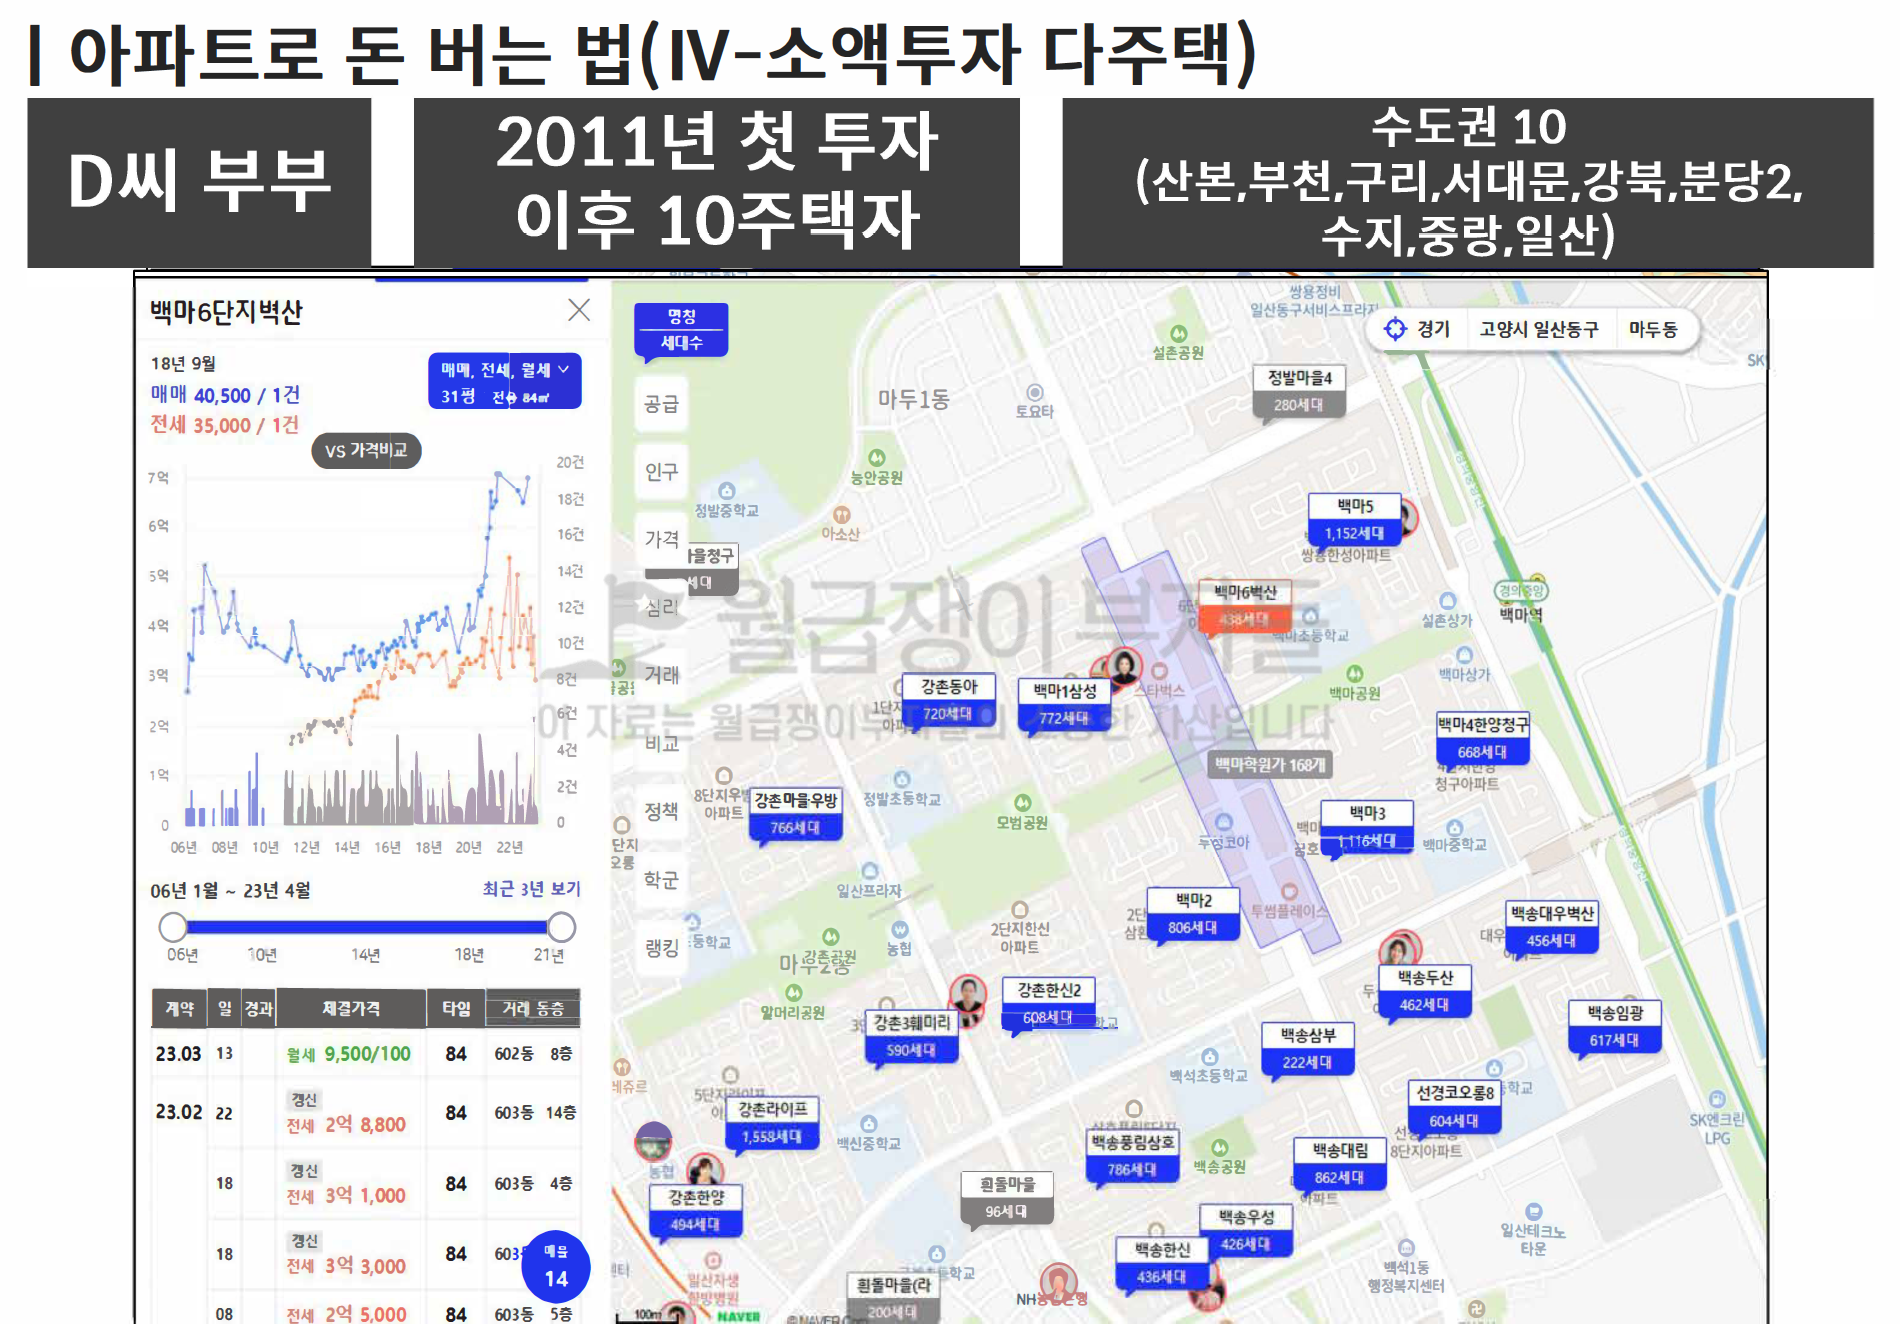 | 아파트로 돈 버는 법(IV-소액투자 다주택)
D씨 부부
2011년 첫 투자
이후 10주택자
수도권 10
(산본,부천,구리,서대문,강북,분당2,
수지,중랑,일산)
백마6단지벽산
18년 9월
매매 40,500 / 1건
전세 35,000 / 1건
매매, 전세, 월세
31평 전용 84㎡
VS 가격비교
7억
6억
5억
4억
3억
2억
1억
0
20건
18건
16건
14건
12건
10건
8건
6건
4건
2건
0
06년 08년 10년 12년 14년 16년 18년 20년 22년
06년 1월 ~ 23년 4월
최근 3년 보기
06년 10년 14년 18년 21년
계약 일 경과 체결가격 타입 거래 동층
23.03 13 월세 9,500/100 84 602동 8층
갱신
23.02 22 전세 2억 8,800 84 603동 14층
갱신
18 전세 3억 1,000 84 603동 4층
갱신
18 전세 3억 3,000 84
08 전세 2억 5,000 84 603동 5층
매물
14
명칭
세대수
공급
인구
가격
심리
거래
비교
정책
학군
랭킹
경기 고양시 일산동구 마두동
쌍용정비
일산동구서비스프라자
설촌공원
SK
마두1동
토요타
정발마을4
280세대
능안공원
정발중학교
아소산
백마5
1,152세대
쌍용한성아파트
을청구
세대
백마6벽산
438세대
백마초등학교
설촌상가
경의중앙
백마역
월급쟁이부자들
이 자료는 월급쟁이부자들의 소중한 자산입니다
강촌동아
720세대
백마1삼성
772세대
스타벅스
백마공원
백마상가
백마4한양청구
668세대
청구아파트
백마학원가 168개
8단지우방
아파트
강촌마을우방
766세대
정발초등학교
모범공원
두성코아
백마3
1,116세대
백마중학교
일산프라자
백마2
806세대
투썸플레이스
2단지한신
아파트
농협
강촌공원
마두2동
알머리공원
백송대우벽산
456세대
백송두산
462세대
강촌한신2
608세대
강촌3훼미리
590세대
백송삼부
222세대
백송임광
617세대
백석초등학교
선경코오롱8
604세대
8단지아파트
SK엔크린
LPG
강촌라이프
1,558세대
백신중학교
백송풍림삼호
786세대
백송공원
백송대림
862세대
아파트
농협
강촌한양
494세대
흰돌마을
96세대
백송우성
426세대
백송한신
436세대
일산테크노
타운
백석1동
행정복지센터
일산자생
한방병원
흰돌마을(라
200세대
NH농협은행
100m
NAVER